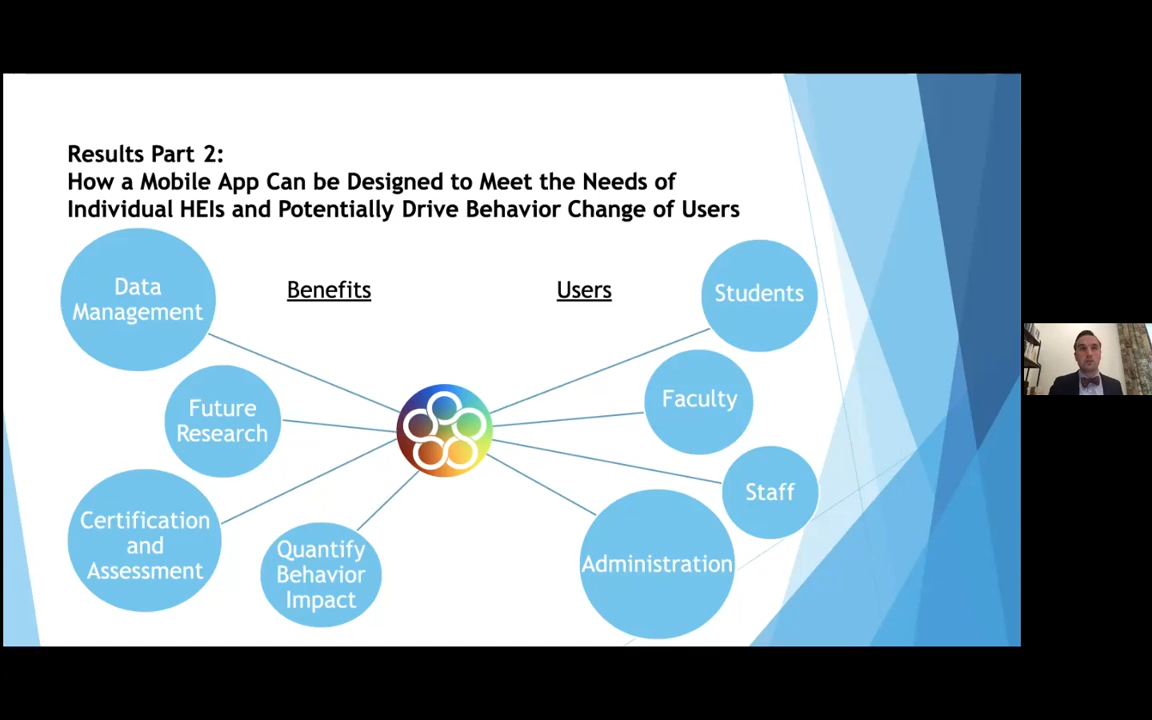 Results Part 2:
How a Mobile App Can be Designed to Meet the Needs of
Individual HEIs and Potentially Drive Behavior Change of Users
Benefits
Users
Data
Management
Future
Research
Certification
and
Assessment
Quantify
Behavior
Impact
Students
Faculty
Staff
Administration